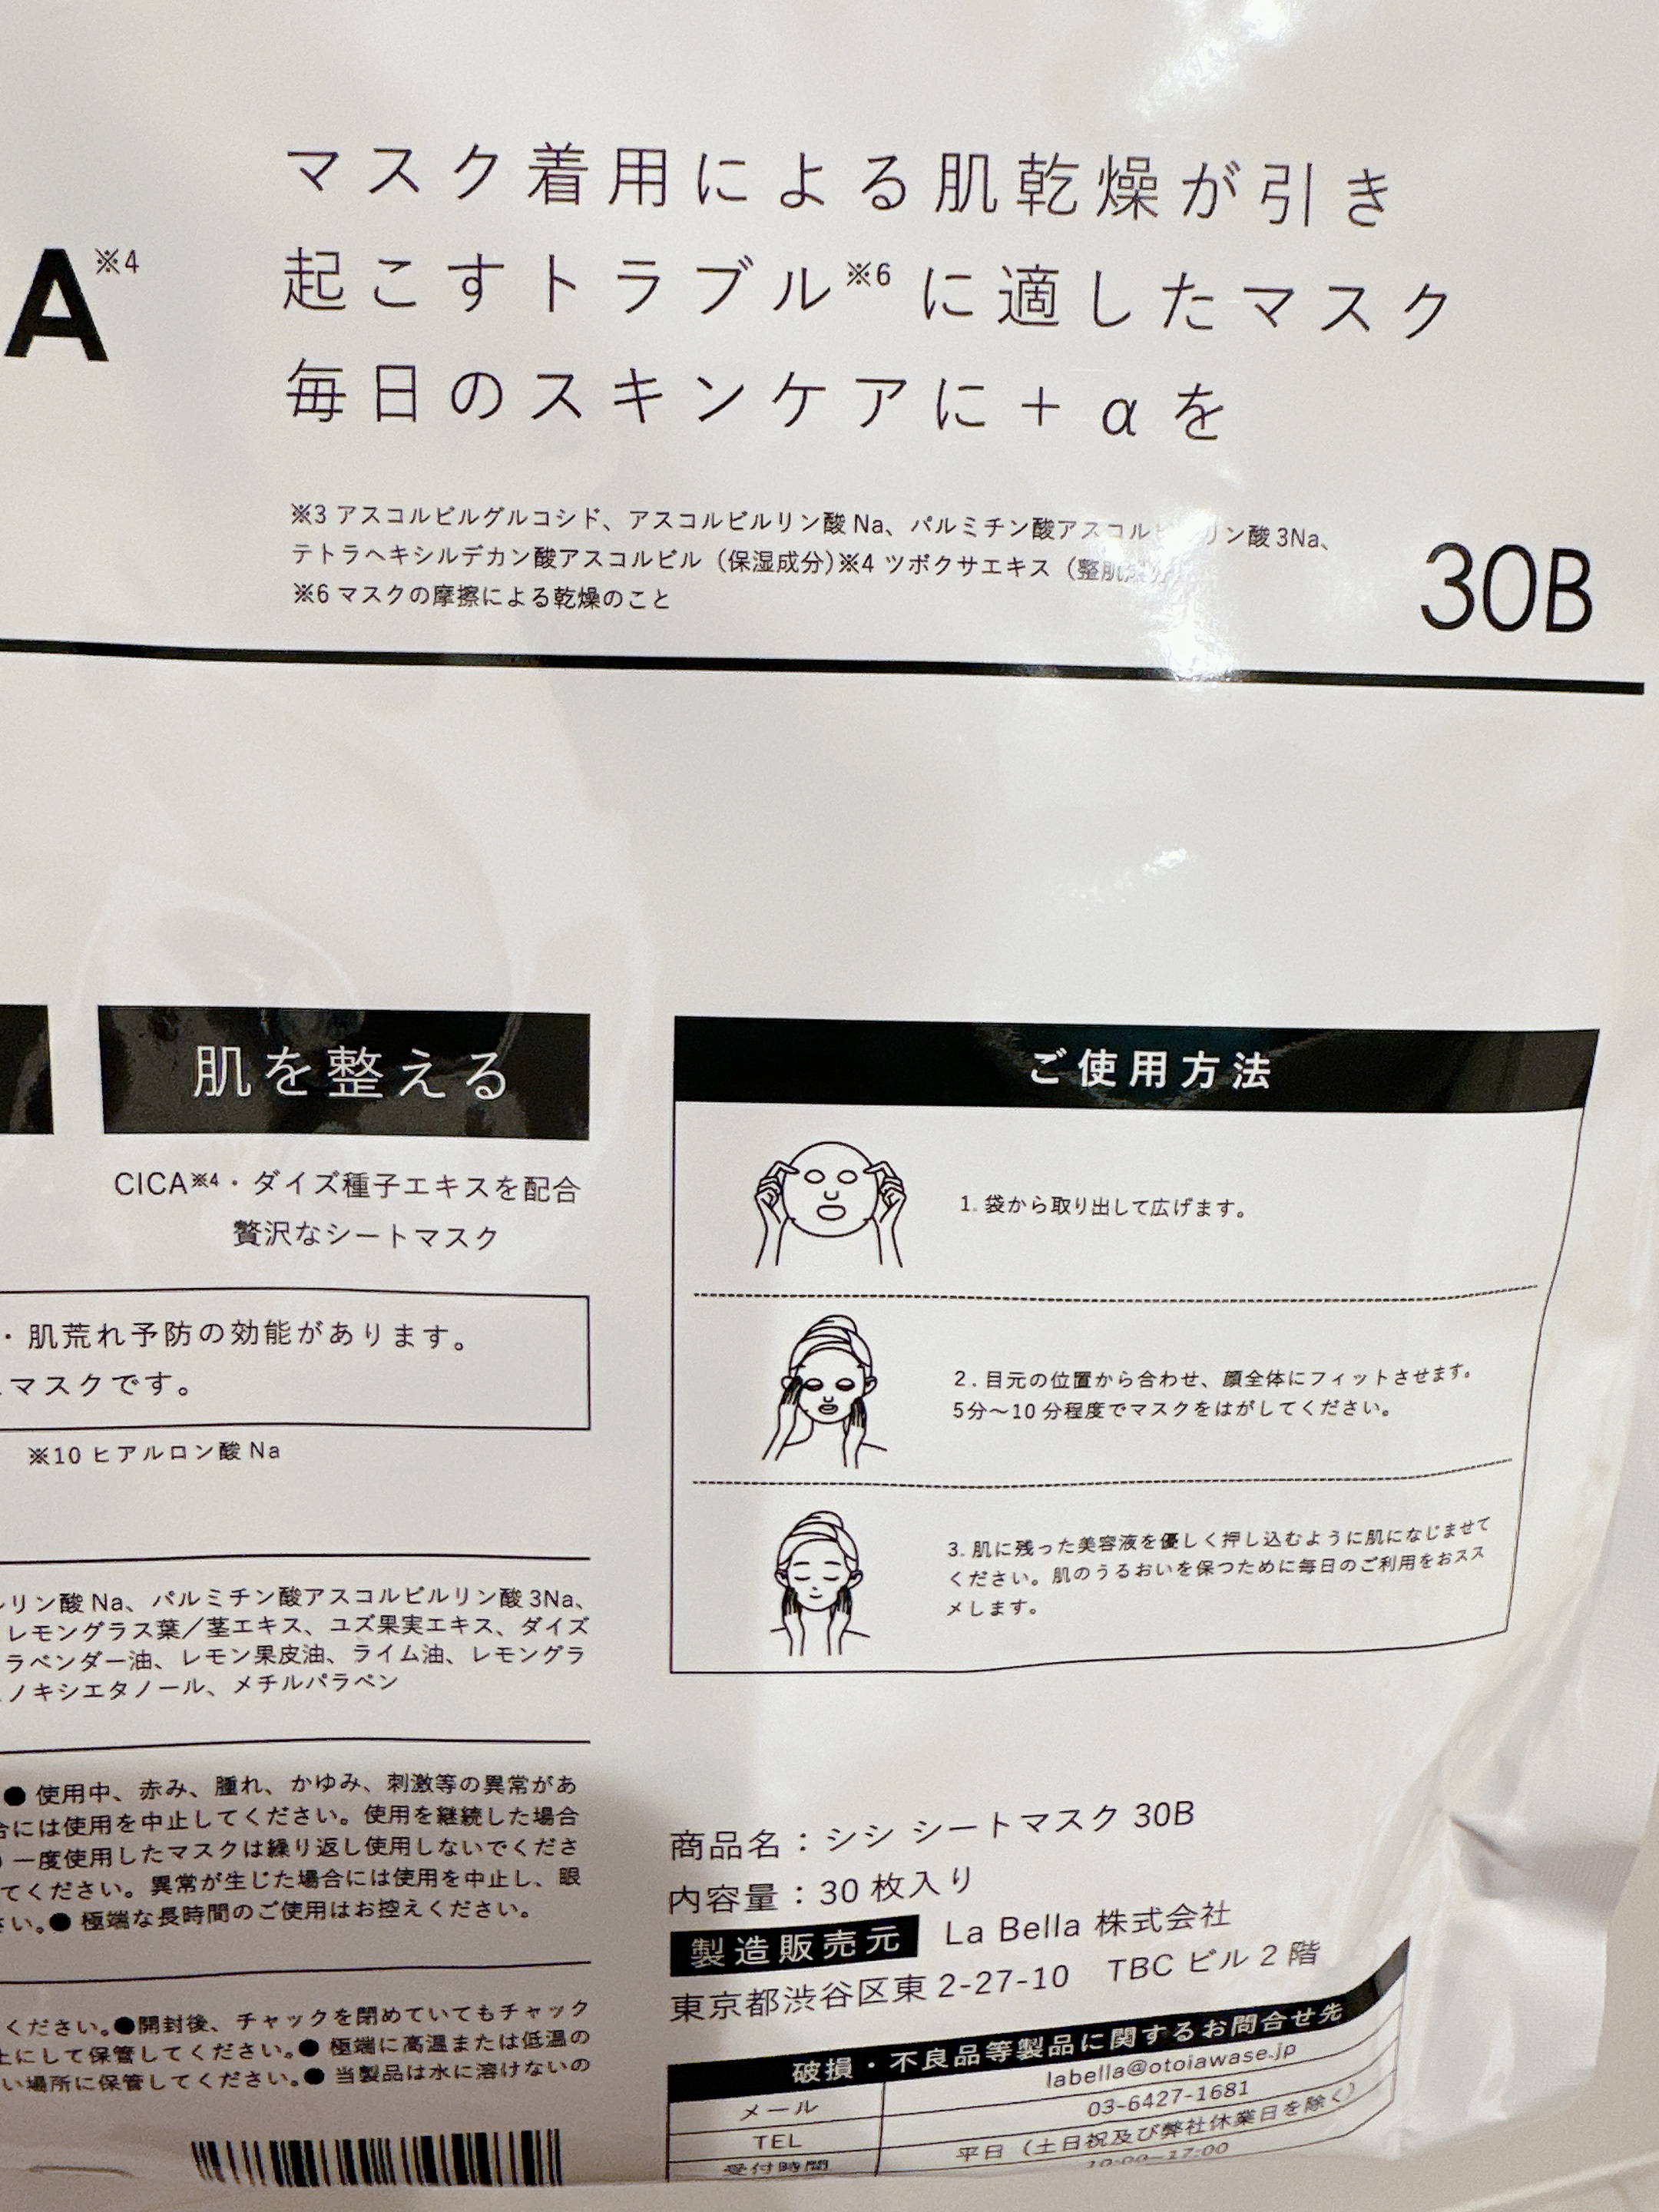 A※4
マスク着用による肌乾燥が引き
起こすトラブル※6に適したマスク
毎日のスキンケアに+αを
※3 アスコルビルグルコシド、アスコルビルリン酸 Na、パルミチン酸アスコルビルリン酸 3Na、
テトラヘキシルデカン酸アスコルビル（保湿成分）※4 ツボクサエキス（整肌成分）
※6 マスクの摩擦による乾燥のこと
30B
肌を整える
CICA※4・ダイズ種子エキスを配合
贅沢なシートマスク
・肌荒れ予防の効能があります。
マスクです。
※10 ヒアルロン酸 Na
リン酸 Na、パルミチン酸アスコルビルリン酸 3Na、
レモングラス葉／茎エキス、ユズ果実エキス、ダイズ
ラベンダー油、レモン果皮油、ライム油、レモングラ
ノキシエタノール、メチルパラベン
● 使用中、赤み、腫れ、かゆみ、刺激等の異常があ
合には使用を中止してください。使用を継続した場合
一度使用したマスクは繰り返し使用しないでくださ
てください。異常が生じた場合には使用を中止し、眼
さい。● 極端な長時間のご使用はお控えください。
ください。●開封後、チャックを閉めていてもチャック
上にして保管してください。● 極端に高温または低温の
い場所に保管してください。● 当製品は水に溶けないの
ご使用方法
1. 袋から取り出して広げます。
2. 目元の位置から合わせ、顔全体にフィットさせます。
5分〜10 分程度でマスクをはがしてください。
3. 肌に残った美容液を優しく押し込むように肌になじませて
ください。肌のうるおいを保つために毎日のご利用をおスス
メします。
商品名：シシ シートマスク 30B
内容量：30 枚入り
製造販売元 La Bella 株式会社
東京都渋谷区東 2-27-10 TBC ビル 2 階
破損・不良品等製品に関するお問合せ先
メール labella@otoiawase.jp
TEL 03-6427-1681
受付時間 平日（土日祝及び弊社休業日を除く）
10:00—17:00